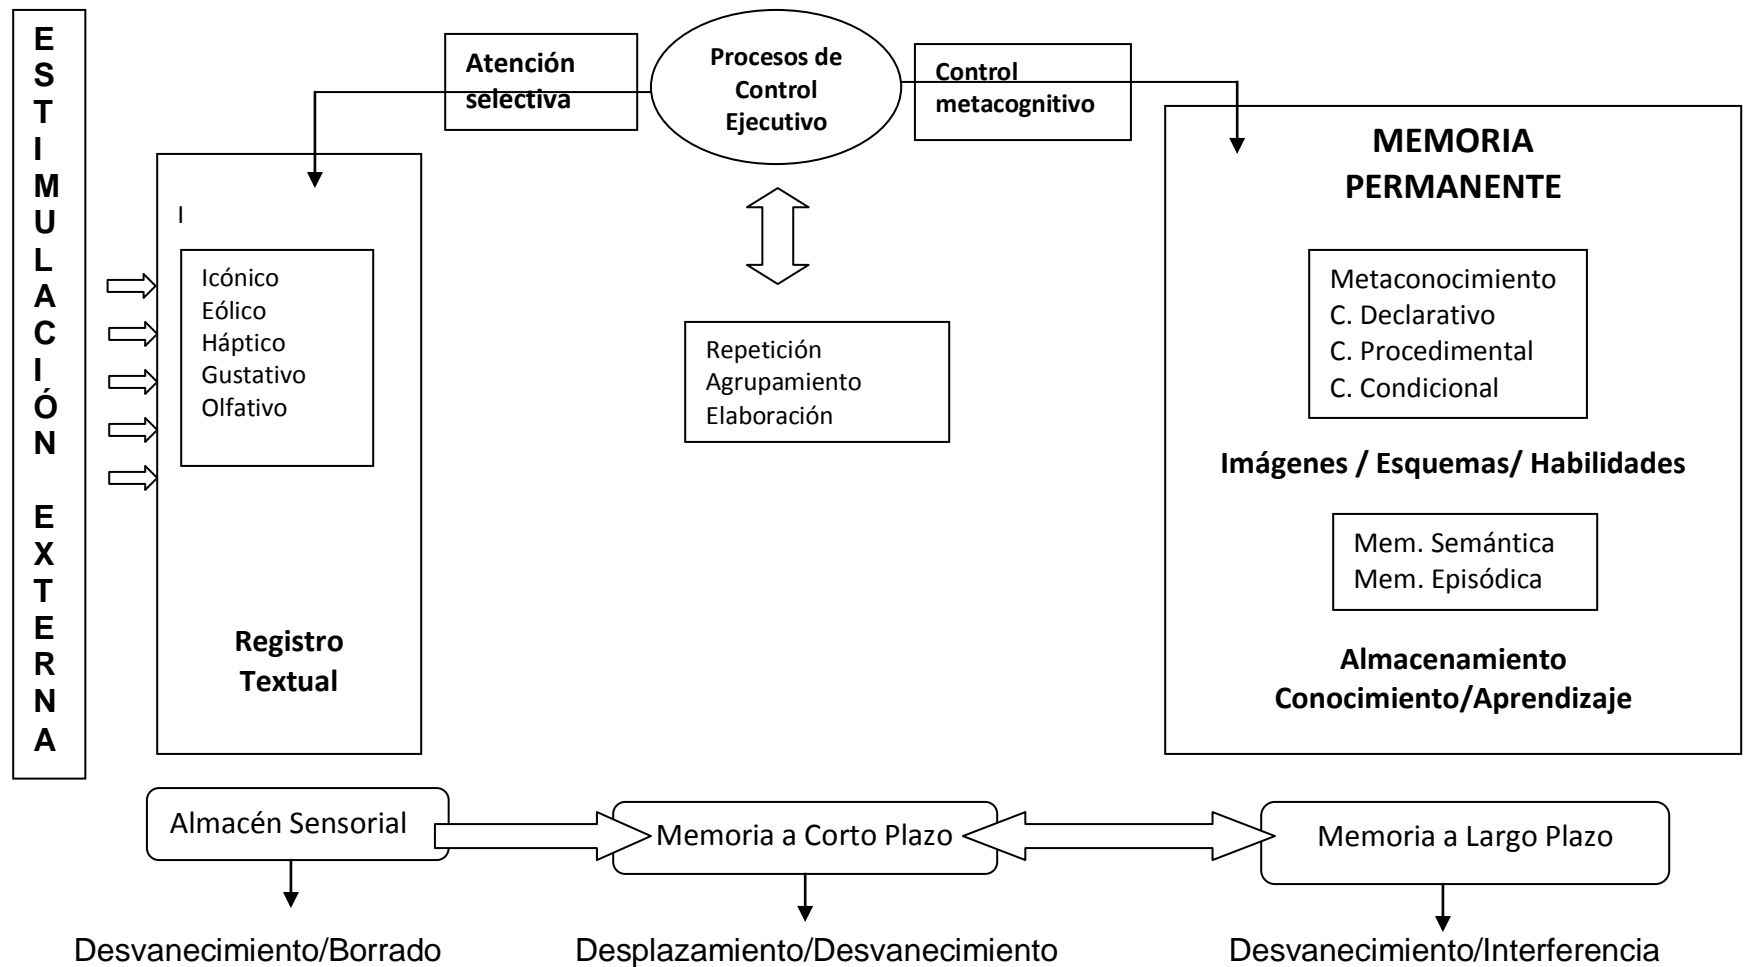 ESTIMULACIÓN EXTERNA
Atención
selectiva
Procesos de
Control
Ejecutivo
Control
metacognitivo
I
Icónico
Eólico
Háptico
Gustativo
Olfativo
Registro
Textual
Repetición
Agrupamiento
Elaboración
MEMORIA
PERMANENTE
Metaconocimiento
C. Declarativo
C. Procedimental
C. Condicional
Imágenes / Esquemas/ Habilidades
Mem. Semántica
Mem. Episódica
Almacenamiento
Conocimiento/Aprendizaje
Almacén Sensorial
Memoria a Corto Plazo
Memoria a Largo Plazo
Desvanecimiento/Borrado
Desplazamiento/Desvanecimiento
Desvanecimiento/Interferencia